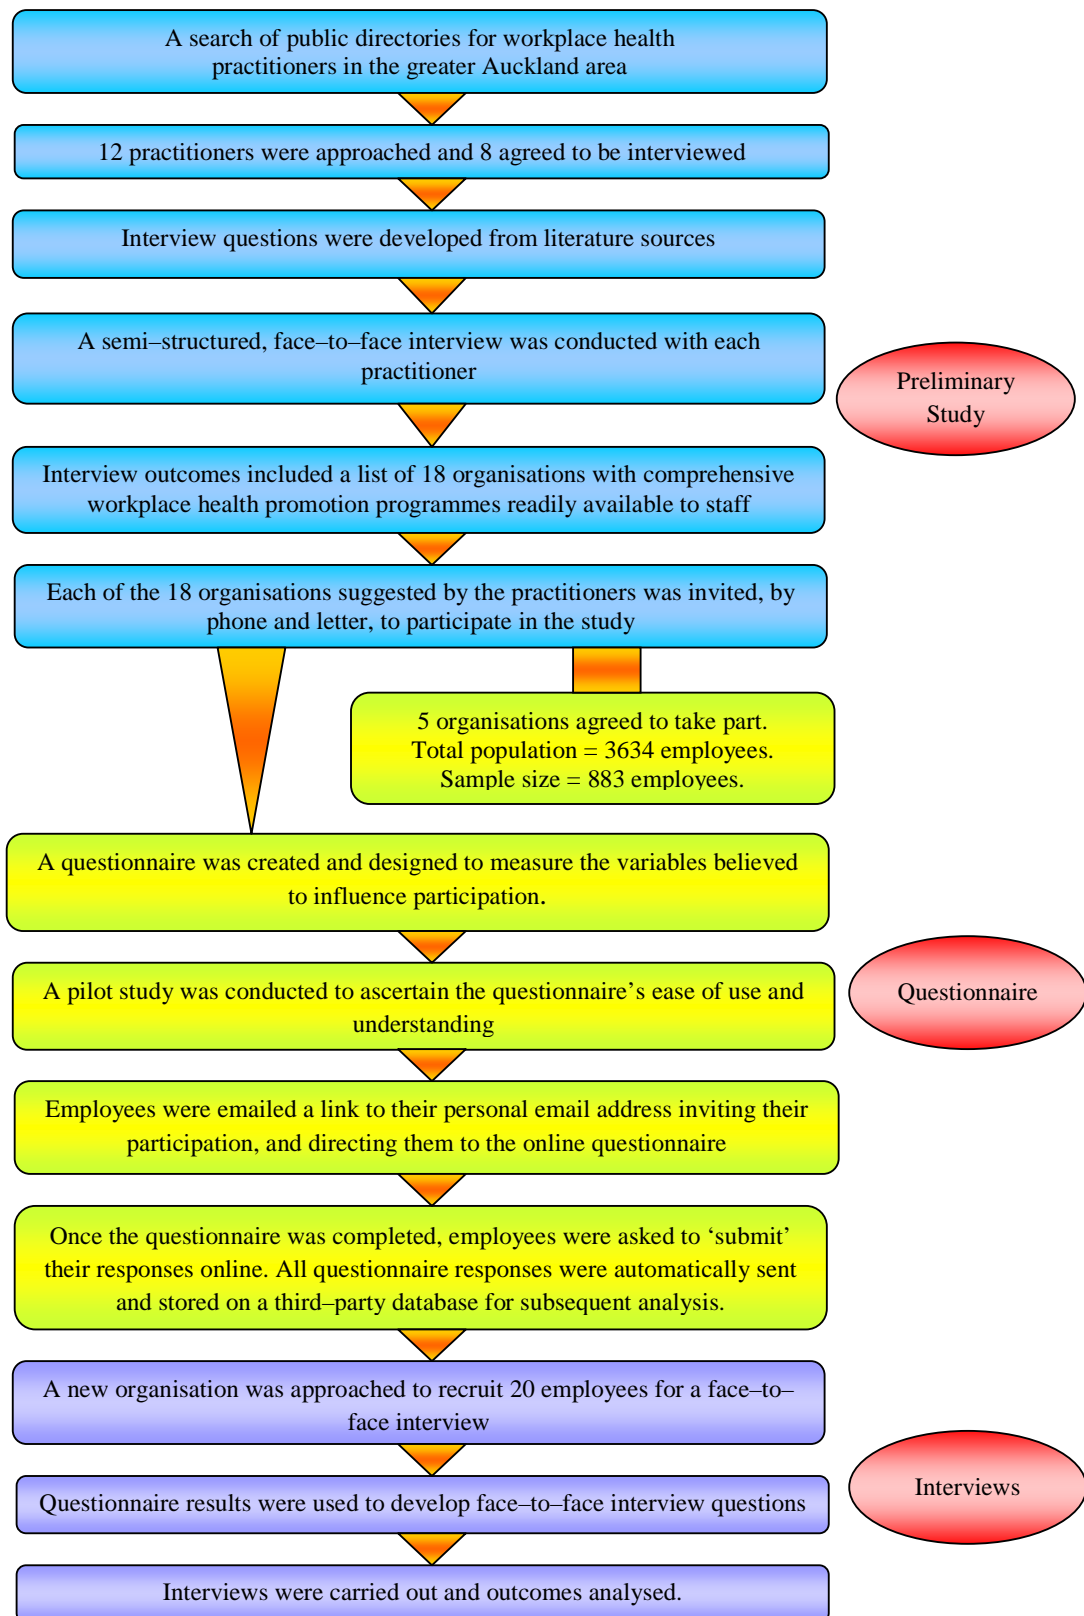 A search of public directories for workplace health
practitioners in the greater Auckland area
12 practitioners were approached and 8 agreed to be interviewed
Interview questions were developed from literature sources
A semi–structured, face–to–face interview was conducted with each
practitioner
Preliminary
Study
Interview outcomes included a list of 18 organisations with comprehensive
workplace health promotion programmes readily available to staff
Each of the 18 organisations suggested by the practitioners was invited, by
phone and letter, to participate in the study
5 organisations agreed to take part.
Total population = 3634 employees.
Sample size = 883 employees.
A questionnaire was created and designed to measure the variables believed
to influence participation.
A pilot study was conducted to ascertain the questionnaire’s ease of use and
understanding
Questionnaire
Employees were emailed a link to their personal email address inviting their
participation, and directing them to the online questionnaire
Once the questionnaire was completed, employees were asked to ‘submit’
their responses online. All questionnaire responses were automatically sent
and stored on a third–party database for subsequent analysis.
A new organisation was approached to recruit 20 employees for a face–to–
face interview
Interviews
Questionnaire results were used to develop face–to–face interview questions
Interviews were carried out and outcomes analysed.